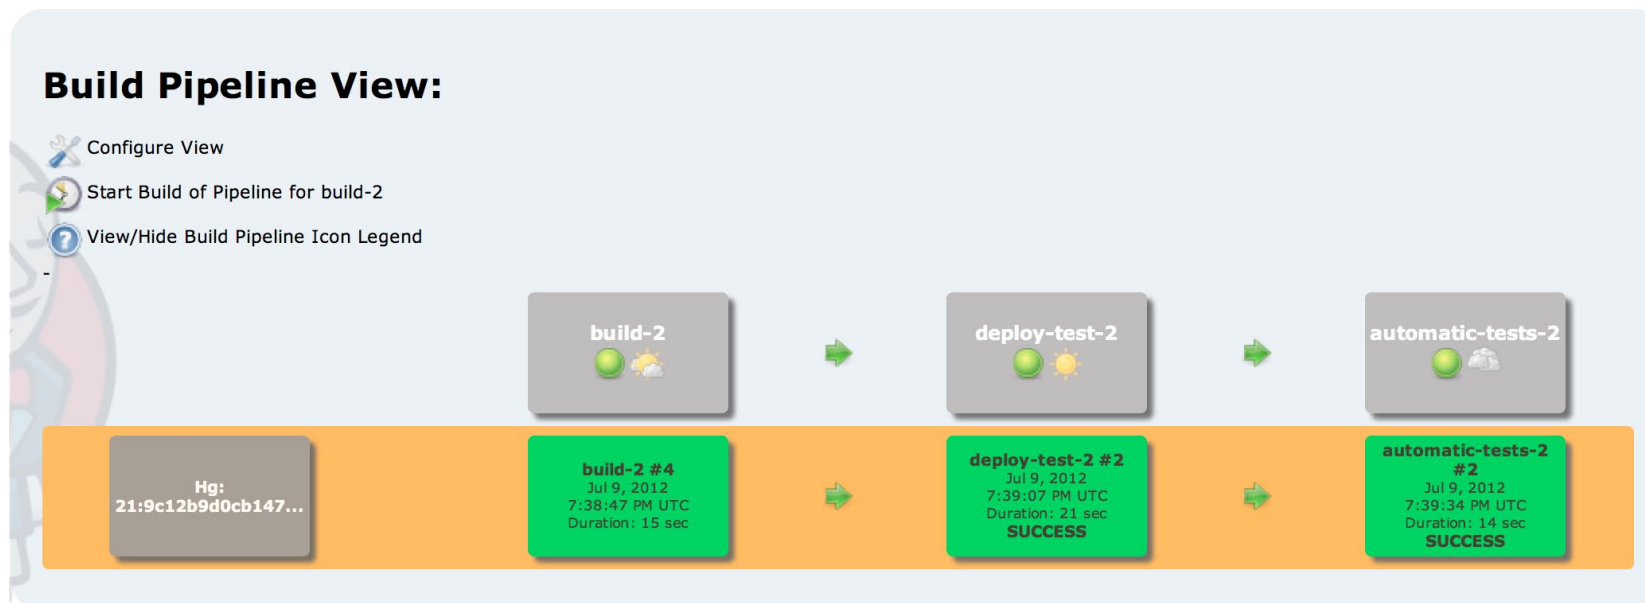 Build Pipeline View:
Configure View
Start Build of Pipeline for build-2
View/Hide Build Pipeline Icon Legend
-
build-2
deploy-test-2
automatic-tests-2
Hg:
21:9c12b9d0cb147...
build-2 #4
Jul 9, 2012
7:38:47 PM UTC
Duration: 15 sec
deploy-test-2 #2
Jul 9, 2012
7:39:07 PM UTC
Duration: 21 sec
SUCCESS
automatic-tests-2
#2
Jul 9, 2012
7:39:34 PM UTC
Duration: 14 sec
SUCCESS